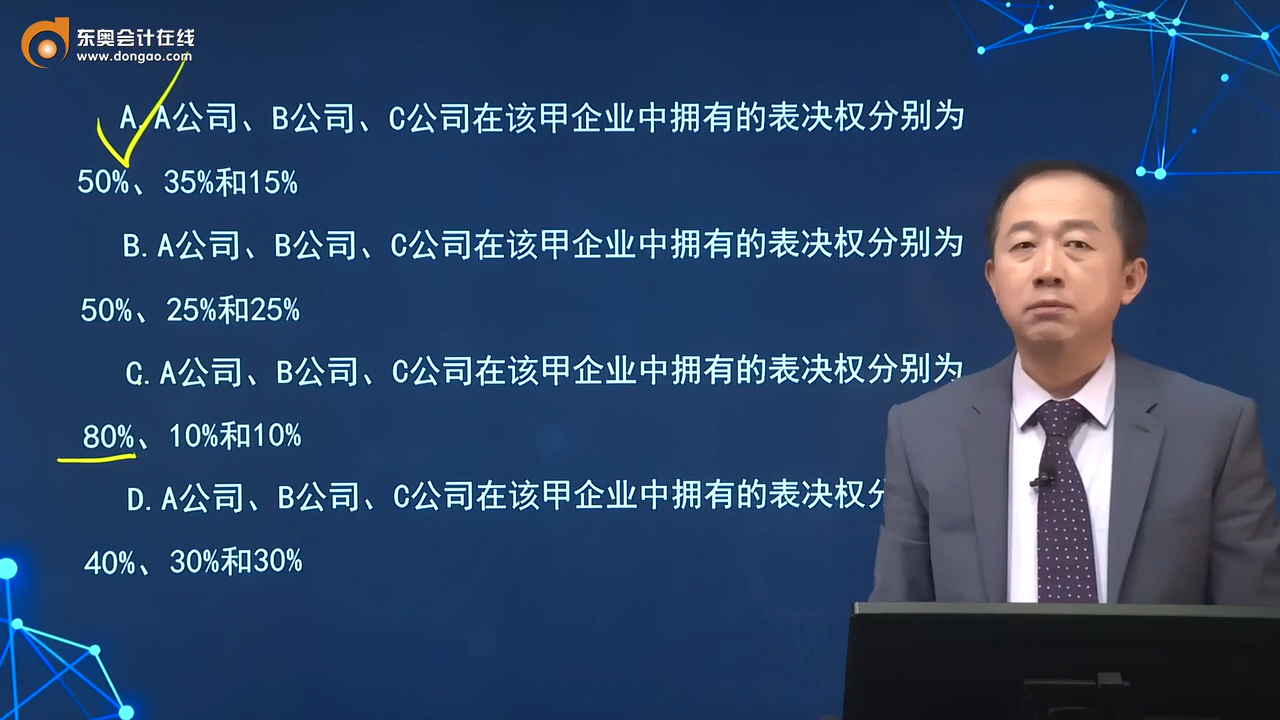 东奥会计在线
www.dongao.com
A.A公司、B公司、C公司在该甲企业中拥有的表决权分别为
50%、35%和15%
B.A公司、B公司、C公司在该甲企业中拥有的表决权分别为
50%、25%和25%
C.A公司、B公司、C公司在该甲企业中拥有的表决权分别为
80%、10%和10%
D.A公司、B公司、C公司在该甲企业中拥有的表决权分
40%、30%和30%